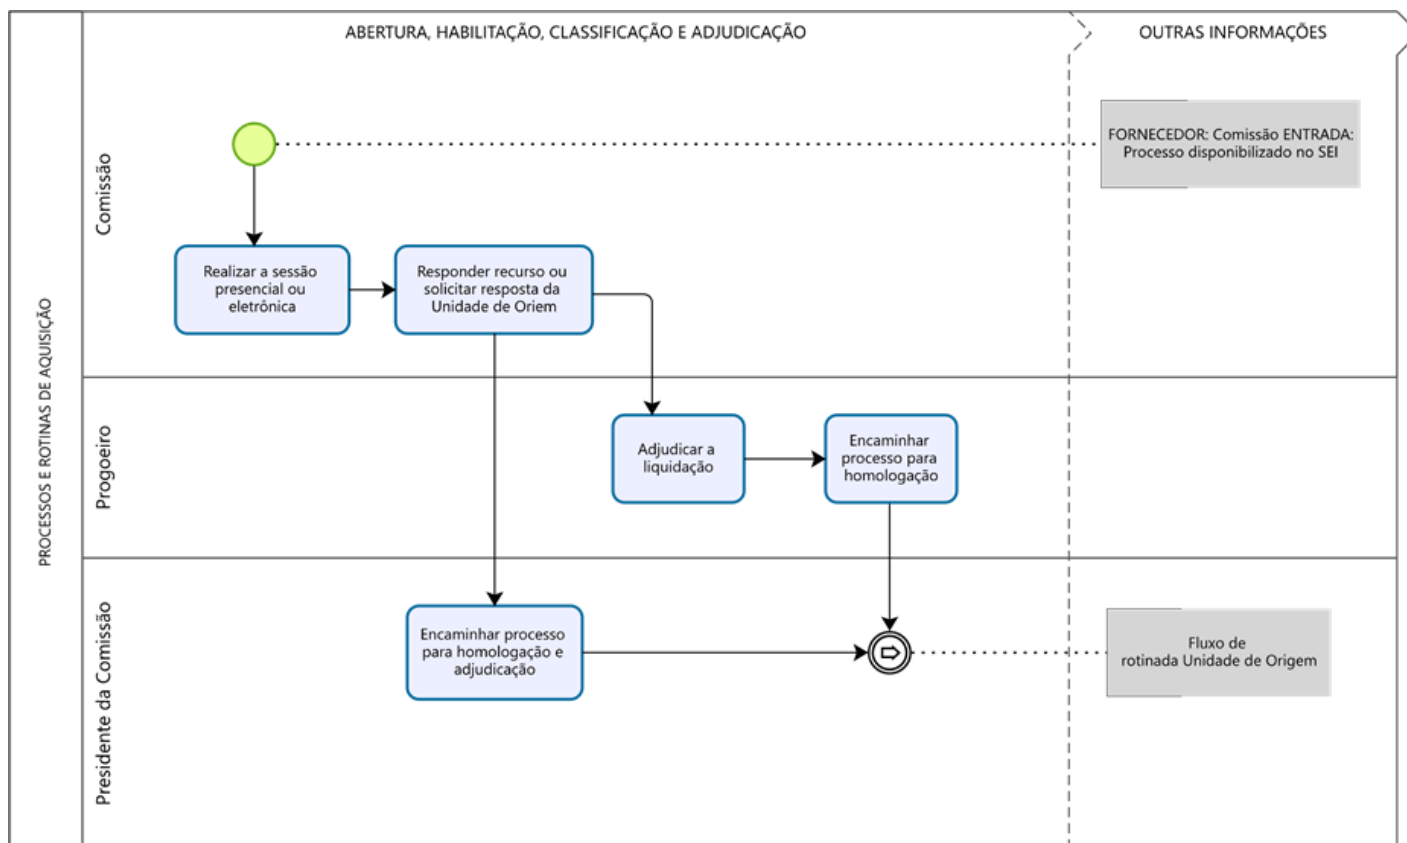 ABERTURA, HABILITAÇÃO, CLASSIFICAÇÃO E ADJUDICAÇÃO
OUTRAS INFORMAÇÕES
PROCESSOS E ROTINAS DE AQUISIÇÃO
Comissão
FORNECEDOR: Comissão ENTRADA:
Processo disponibilizado no SEI
Realizar a sessão
presencial ou
eletrônica
Responder recurso ou
solicitar resposta da
Unidade de Oriem
Progoeiro
Adjudicar a
liquidação
Encaminhar
processo para
homologação
Presidente da Comissão
Encaminhar processo
para homologação e
adjudicação
Fluxo de
rotinada Unidade de Origem